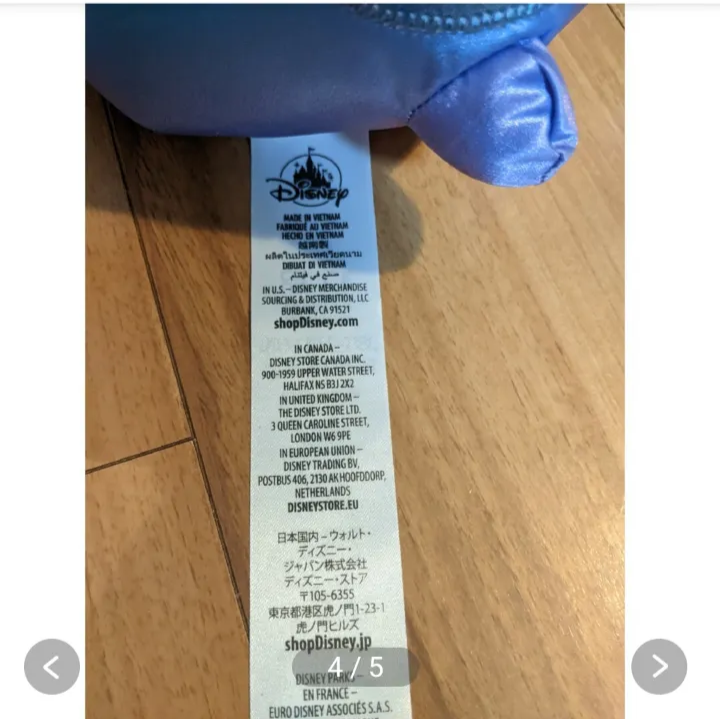 Disney
MADE IN VIETNAM
FABRIQUÉ AU VIETNAM
HECHO EN VIETNAM
越南製
ผลิตในประเทศเวียดนาม
DIBUAT DI VIETNAM
صنع في فيتنام
IN U.S. – DISNEY MERCHANDISE
SOURCING & DISTRIBUTION, LLC
BURBANK, CA 91521
shopDisney.com
IN CANADA –
DISNEY STORE CANADA INC.
900-1959 UPPER WATER STREET,
HALIFAX NS B3J 2X2
IN UNITED KINGDOM –
THE DISNEY STORE LTD.
3 QUEEN CAROLINE STREET,
LONDON W6 9PE
IN EUROPEAN UNION –
DISNEY TRADING BV,
POSTBUS 406, 2130 AK HOOFDDORP,
NETHERLANDS
DISNEYSTORE.EU
日本国内 – ウォルト・
ディズニー・
ジャパン株式会社
ディズニー・ストア
〒105-6355
東京都港区虎ノ門1-23-1
虎ノ門ヒルズ
shopDisney.jp
4 / 5
DISNEY PARKS –
EN FRANCE –
EURO DISNEY ASSOCIÉS S.A.S.